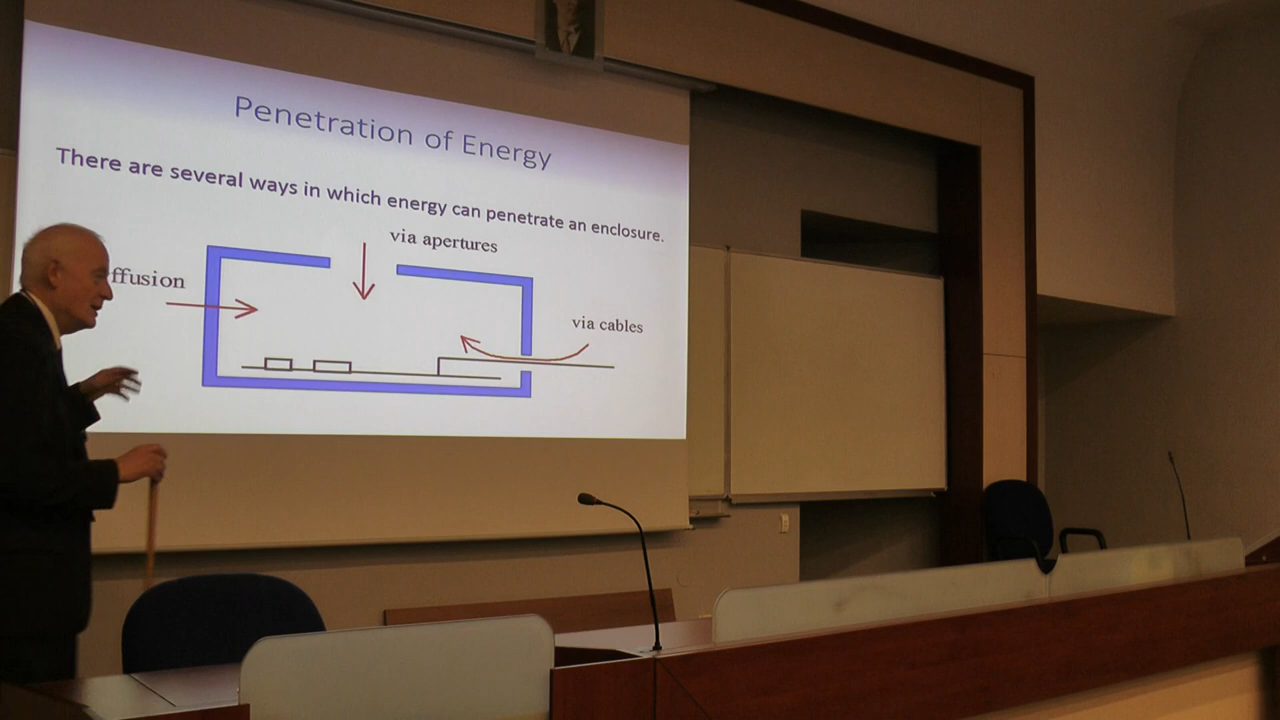 Penetration of Energy
There are several ways in which energy can penetrate an enclosure.
via apertures
ffusion
via cables